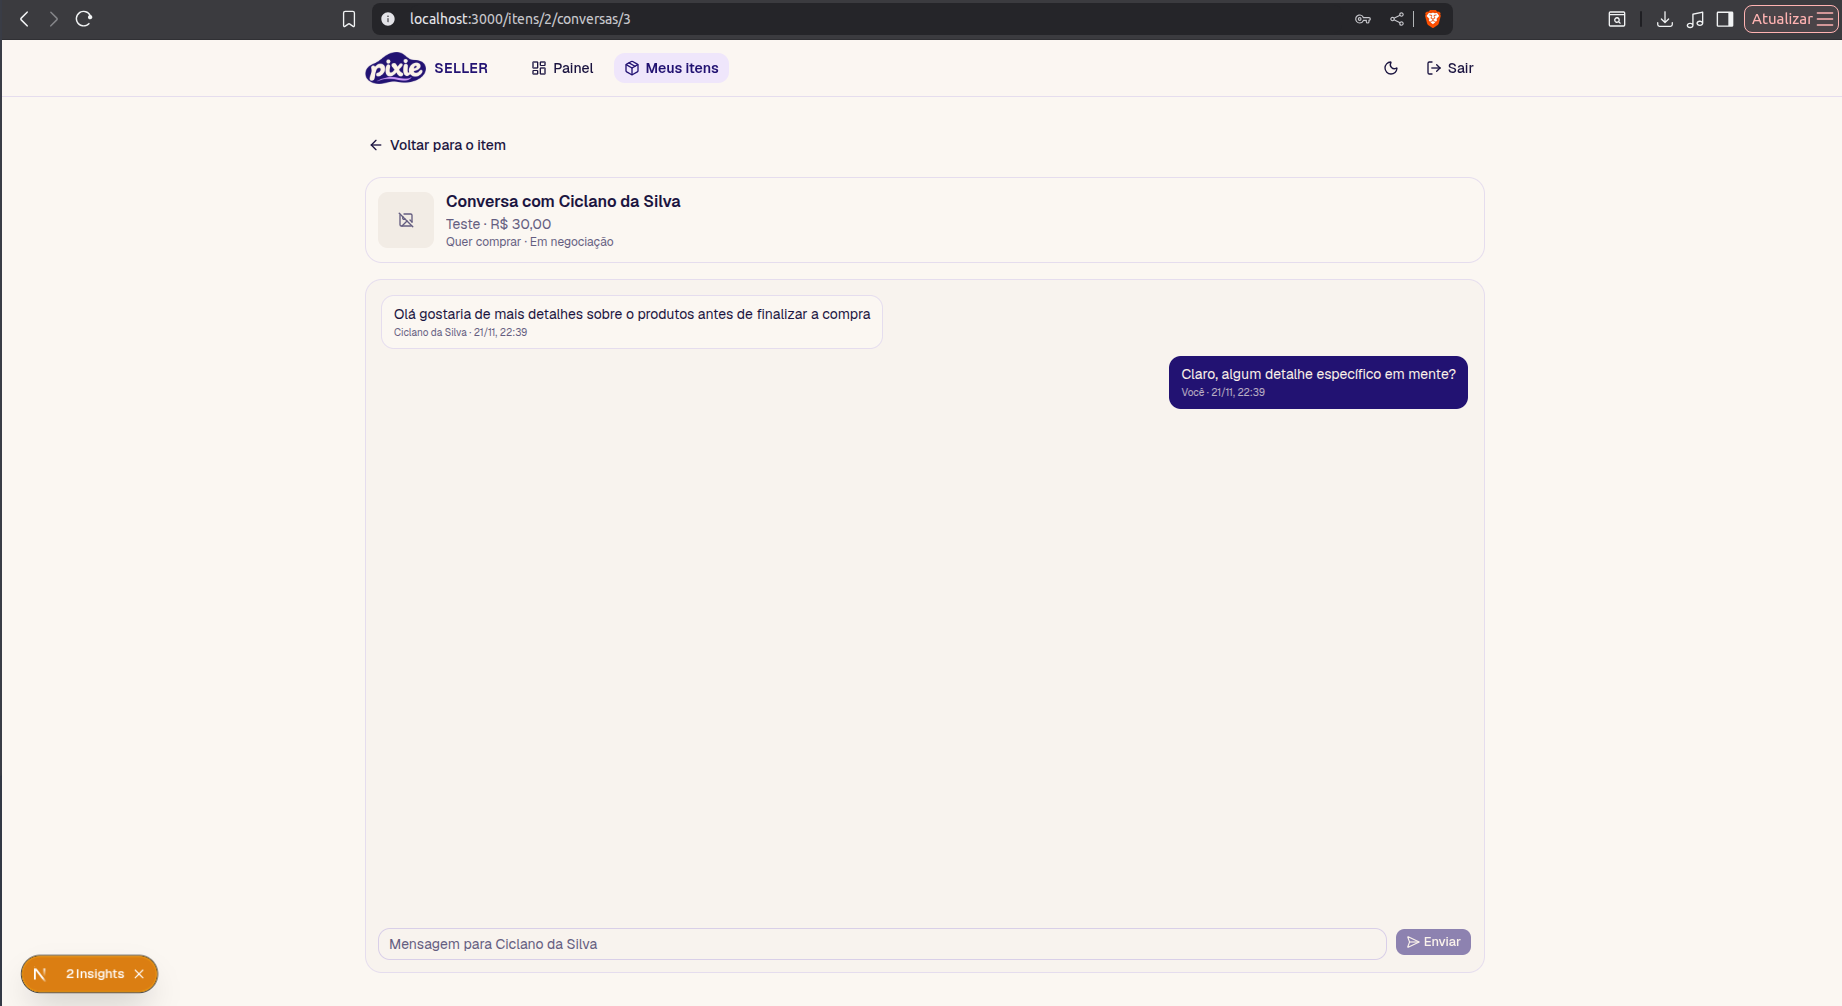 localhost:3000/itens/2/conversas/3
Atualizar
pixie SELLER
Painel
Meus itens
Sair
Voltar para o item
Conversa com Ciclano da Silva
Teste · R$ 30,00
Quer comprar · Em negociação
Olá gostaria de mais detalhes sobre o produtos antes de finalizar a compra
Ciclano da Silva · 21/11, 22:39
Claro, algum detalhe específico em mente?
Você · 21/11, 22:39
Mensagem para Ciclano da Silva
Enviar
N
2 Insights